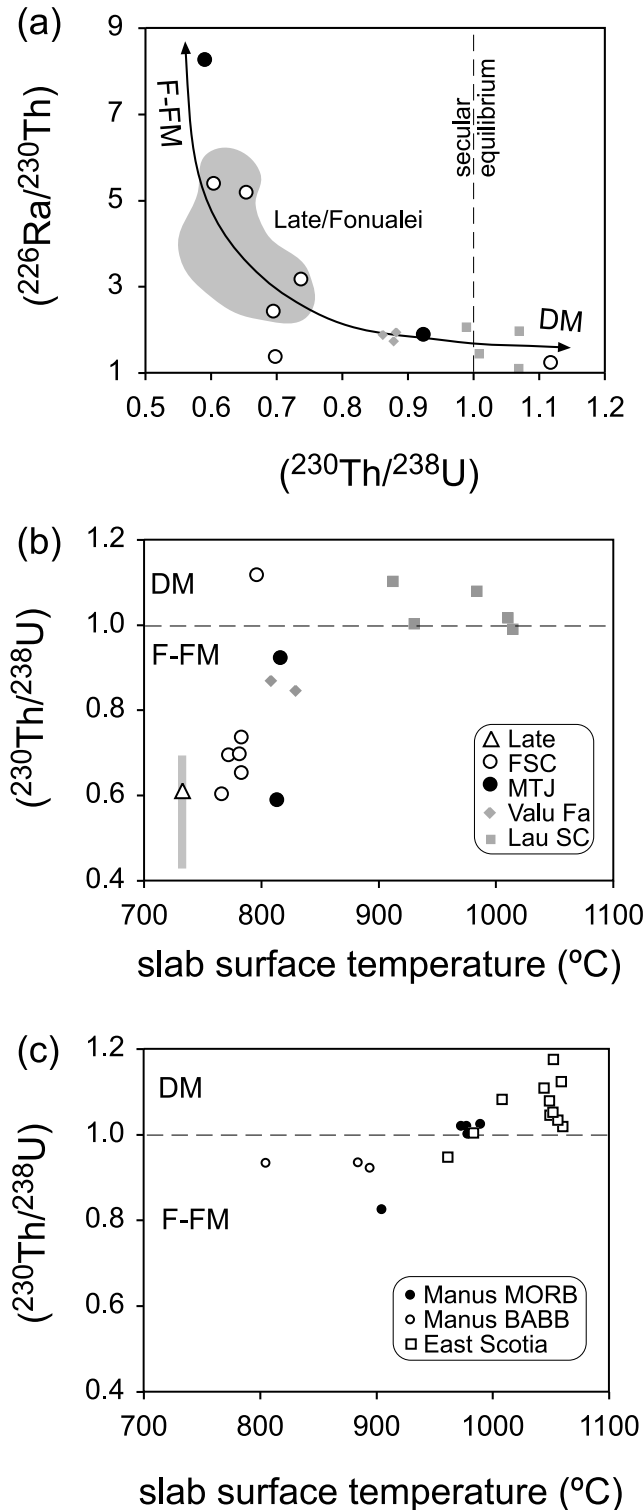 (a)
9
7
5
3
1
(²²⁶Ra/²³⁰Th)
F-FM
Late/Fonualei
secular
equilibrium
DM
0.5 0.6 0.7 0.8 0.9 1.0 1.1 1.2
(²³⁰Th/²³⁸U)
(b)
1.2
1.0
0.8
0.6
0.4
(²³⁰Th/²³⁸U)
DM
F-FM
Late
FSC
MTJ
Valu Fa
Lau SC
700 800 900 1000 1100
slab surface temperature (ºC)
(c)
1.2
1.0
0.8
0.6
0.4
(²³⁰Th/²³⁸U)
DM
F-FM
Manus MORB
Manus BABB
East Scotia
700 800 900 1000 1100
slab surface temperature (ºC)